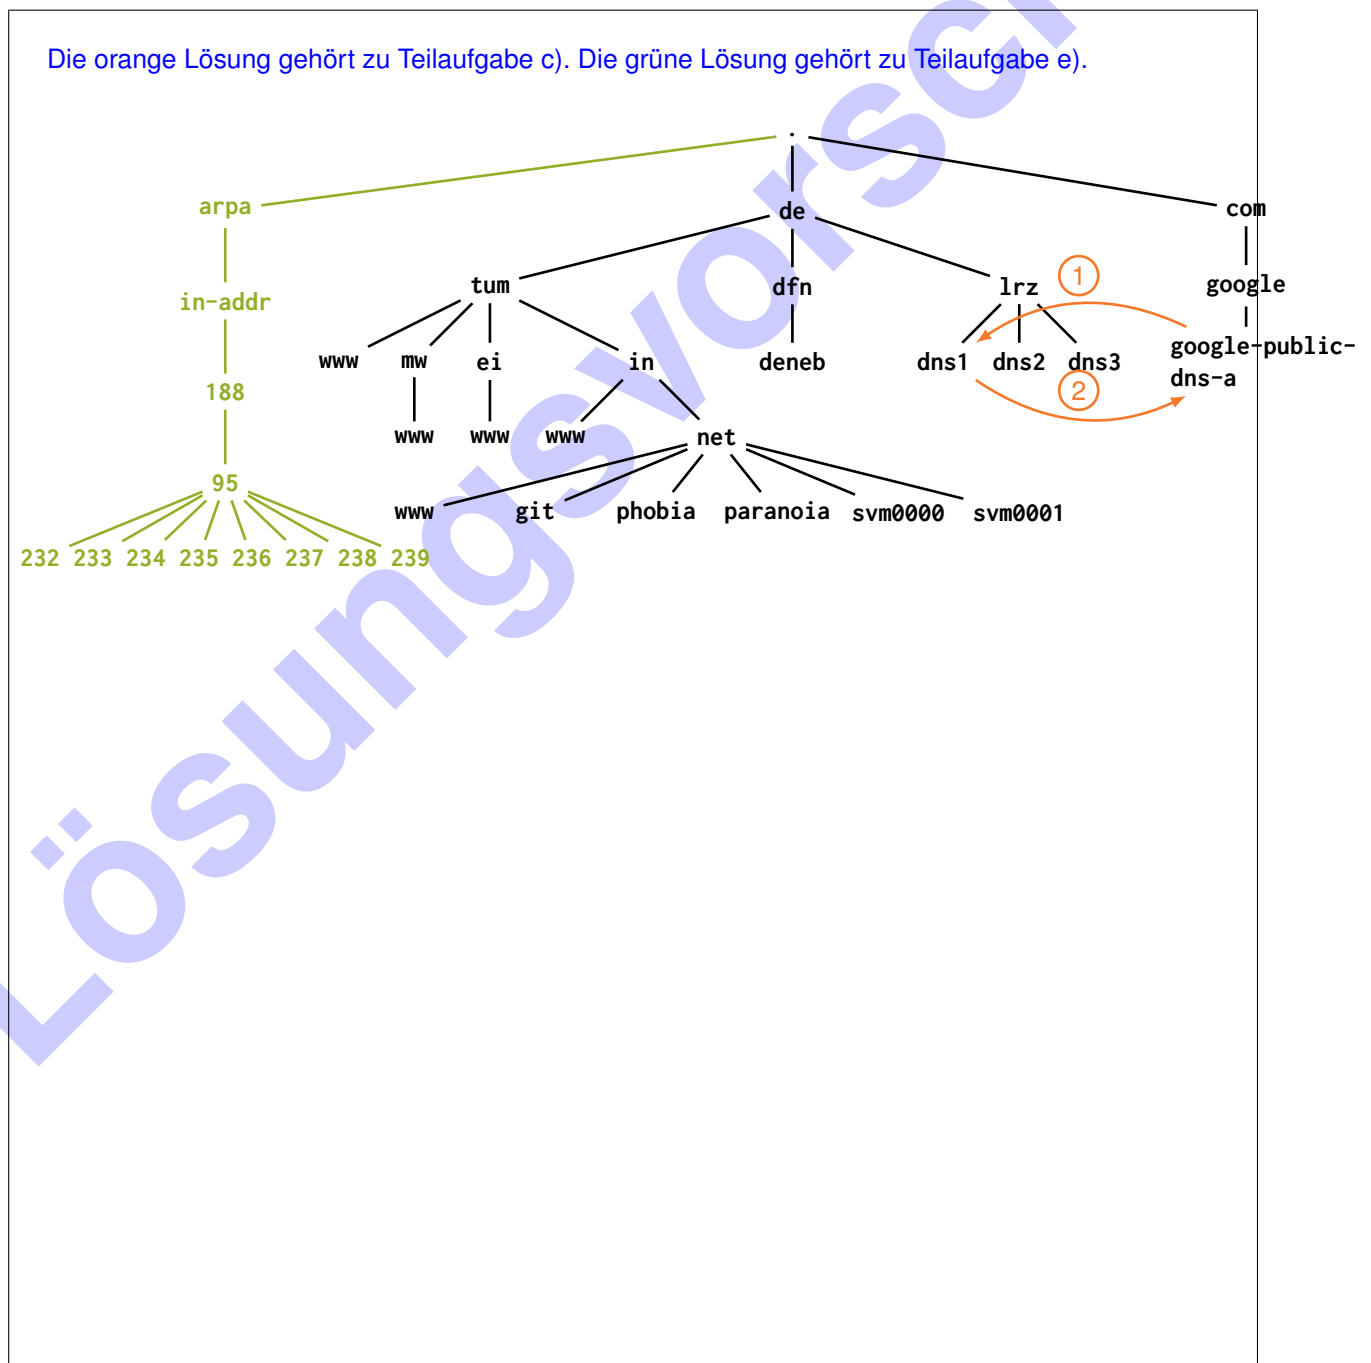 Die orange Lösung gehört zu Teilaufgabe c). Die grüne Lösung gehört zu Teilaufgabe e).
.
arpa de com
tum dfn lrz 1 google
in-addr
www mw ei in deneb dns1 dns2 dns3 google-public-
dns-a
188 2
www www www net
95
www git phobia paranoia svm0000 svm0001
232 233 234 235 236 237 238 239
Lösungsvorsc